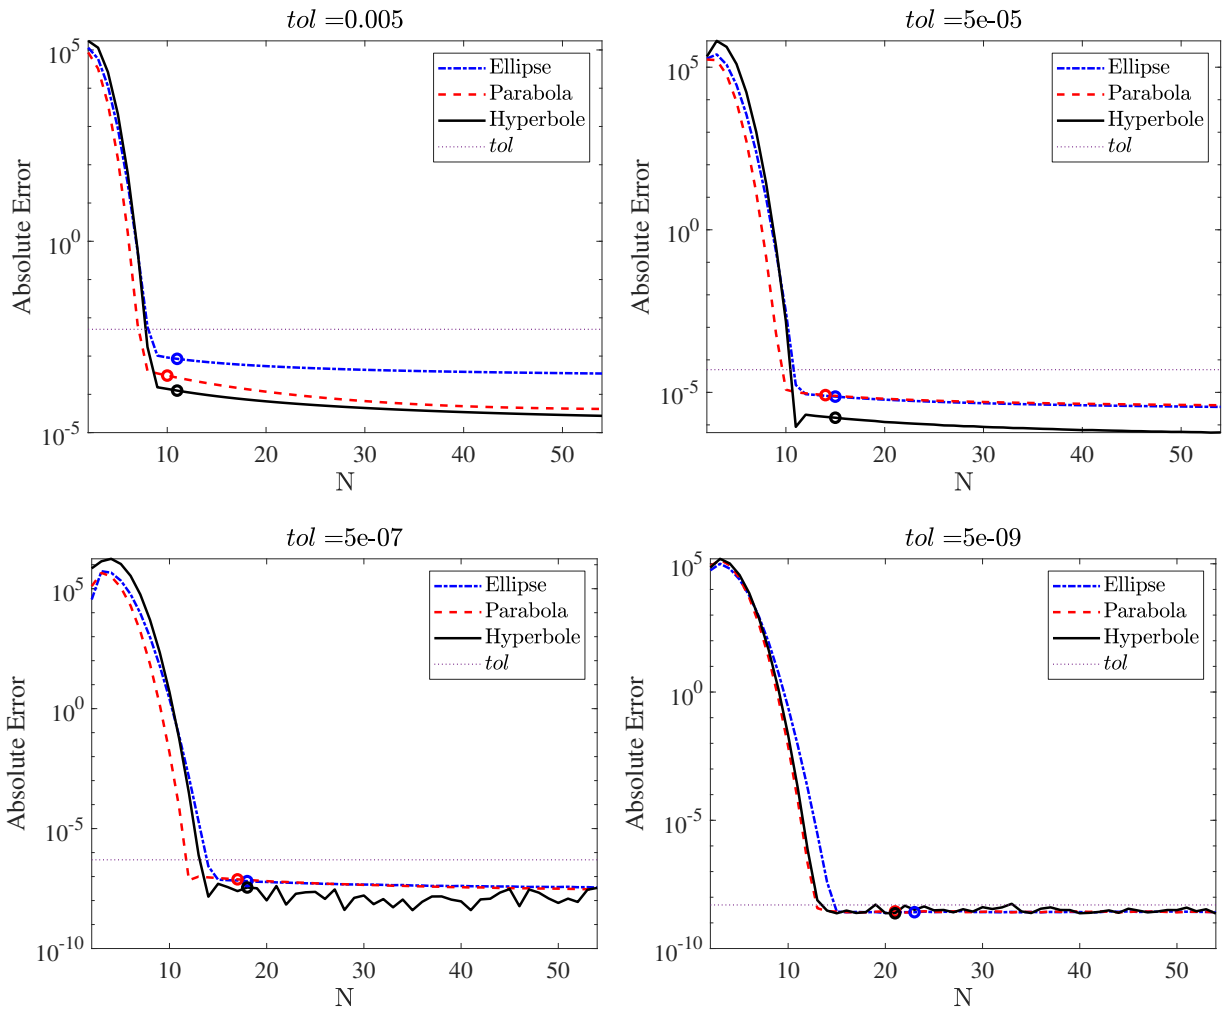 tol =0.005
10^5
10^0
10^-5
Absolute Error
10 20 30 40 50
N
Ellipse
Parabola
Hyperbole
tol
tol =5e-05
10^5
10^0
10^-5
Absolute Error
10 20 30 40 50
N
Ellipse
Parabola
Hyperbole
tol
tol =5e-07
10^5
10^0
10^-5
10^-10
Absolute Error
10 20 30 40 50
N
Ellipse
Parabola
Hyperbole
tol
tol =5e-09
10^5
10^0
10^-5
10^-10
Absolute Error
10 20 30 40 50
N
Ellipse
Parabola
Hyperbole
tol